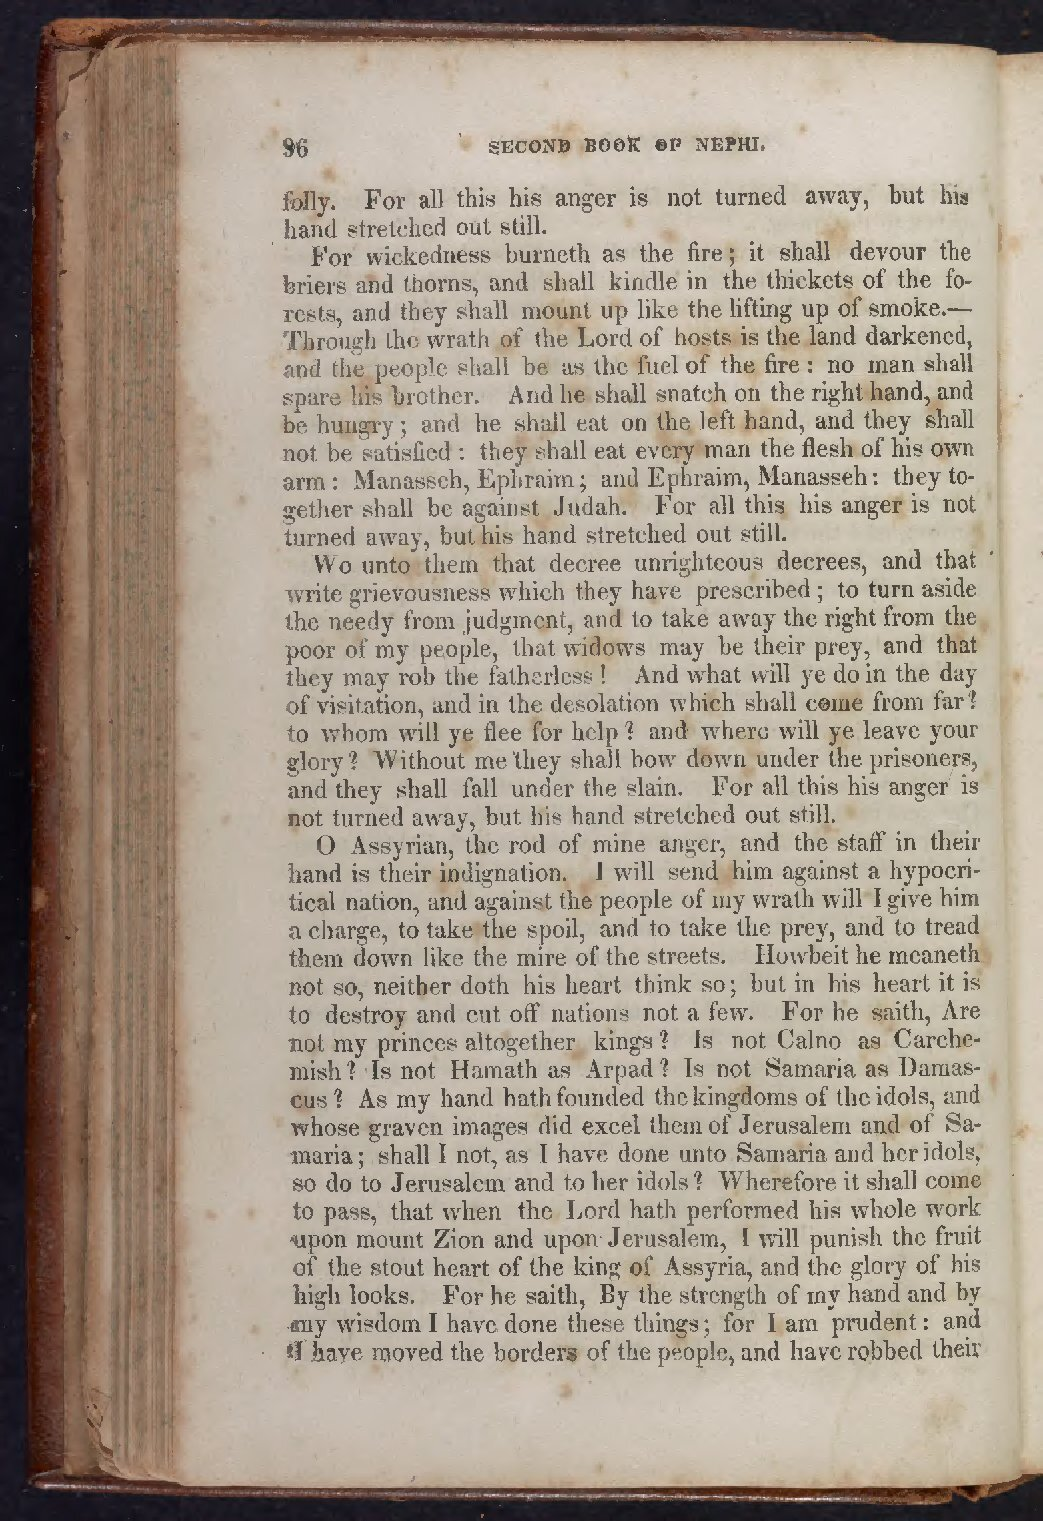 96 SECOND BOOK OF NEPHI.
folly. For all this his anger is not turned away, but his
hand stretched out still.
For wickedness burneth as the fire; it shall devour the
briers and thorns, and shall kindle in the thickets of the fo-
rests, and they shall mount up like the lifting up of smoke.—
Through the wrath of the Lord of hosts is the land darkened,
and the people shall be as the fuel of the fire: no man shall
spare his brother. And he shall snatch on the right hand, and
be hungry; and he shall eat on the left hand, and they shall
not be satisfied: they shall eat every man the flesh of his own
arm: Manasseh, Ephraim; and Ephraim, Manasseh: they to-
gether shall be against Judah. For all this his anger is not
turned away, but his hand stretched out still.
Wo unto them that decree unrighteous decrees, and that
write grievousness which they have prescribed; to turn aside
the needy from judgment, and to take away the right from the
poor of my people, that widows may be their prey, and that
they may rob the fatherless! And what will ye do in the day
of visitation, and in the desolation which shall come from far?
to whom will ye flee for help? and where will ye leave your
glory? Without me they shall bow down under the prisoners,
and they shall fall under the slain. For all this his anger is
not turned away, but his hand stretched out still.
O Assyrian, the rod of mine anger, and the staff in their
hand is their indignation. I will send him against a hypocri-
tical nation, and against the people of my wrath will I give him
a charge, to take the spoil, and to take the prey, and to tread
them down like the mire of the streets. Howbeit he meaneth
not so, neither doth his heart think so; but in his heart it is
to destroy and cut off nations not a few. For he saith, Are
not my princes altogether kings? Is not Calno as Carche-
mish? Is not Hamath as Arpad? Is not Samaria as Damas-
cus? As my hand hath founded the kingdoms of the idols, and
whose graven images did excel them of Jerusalem and of Sa-
maria; shall I not, as I have done unto Samaria and her idols,
so do to Jerusalem and to her idols? Wherefore it shall come
to pass, that when the Lord hath performed his whole work
upon mount Zion and upon Jerusalem, I will punish the fruit
of the stout heart of the king of Assyria, and the glory of his
high looks. For he saith, By the strength of my hand and by
my wisdom I have done these things; for I am prudent: and
I have moved the borders of the people, and have robbed their